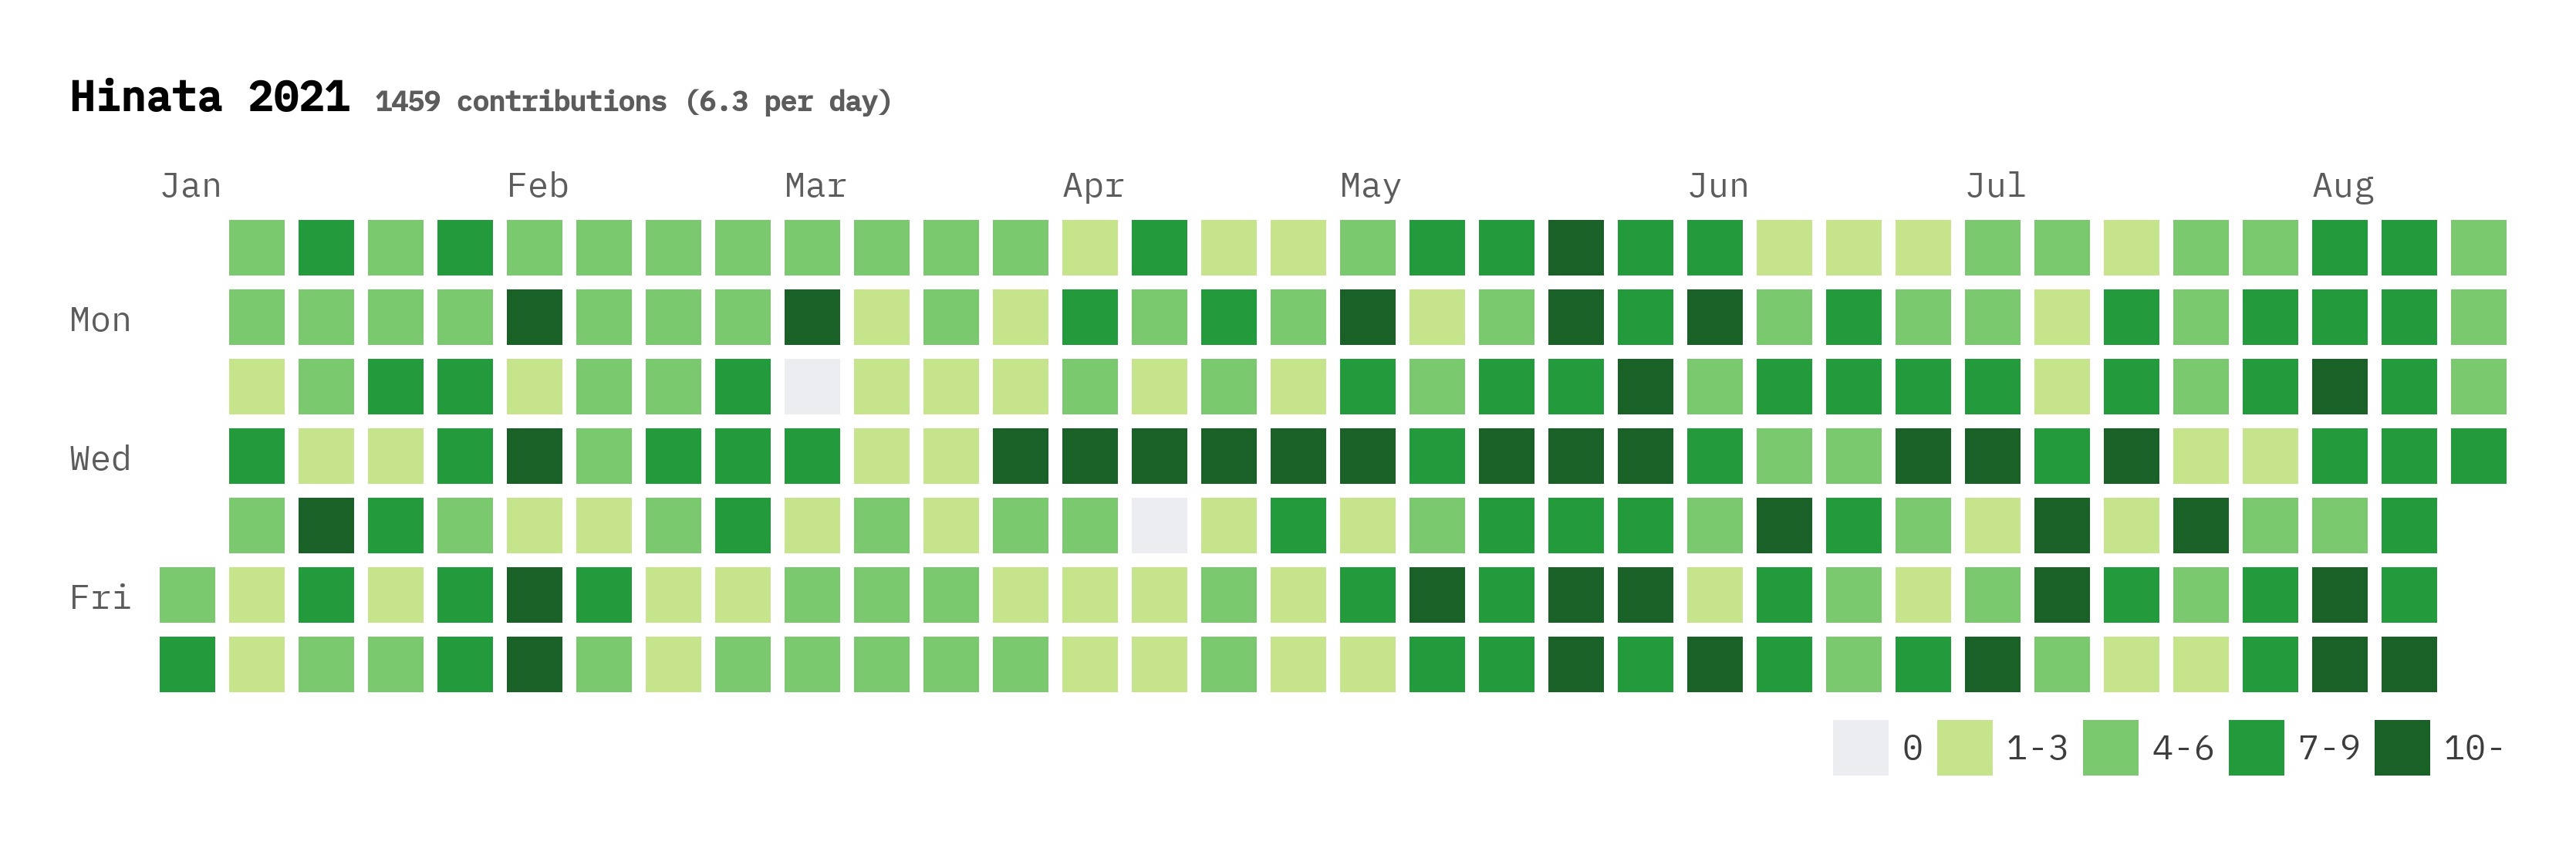 Hinata 2021 1459 contributions (6.3 per day)
Jan Feb Mar Apr May Jun Jul Aug
Mon
Wed
Fri
0 1-3 4-6 7-9 10-